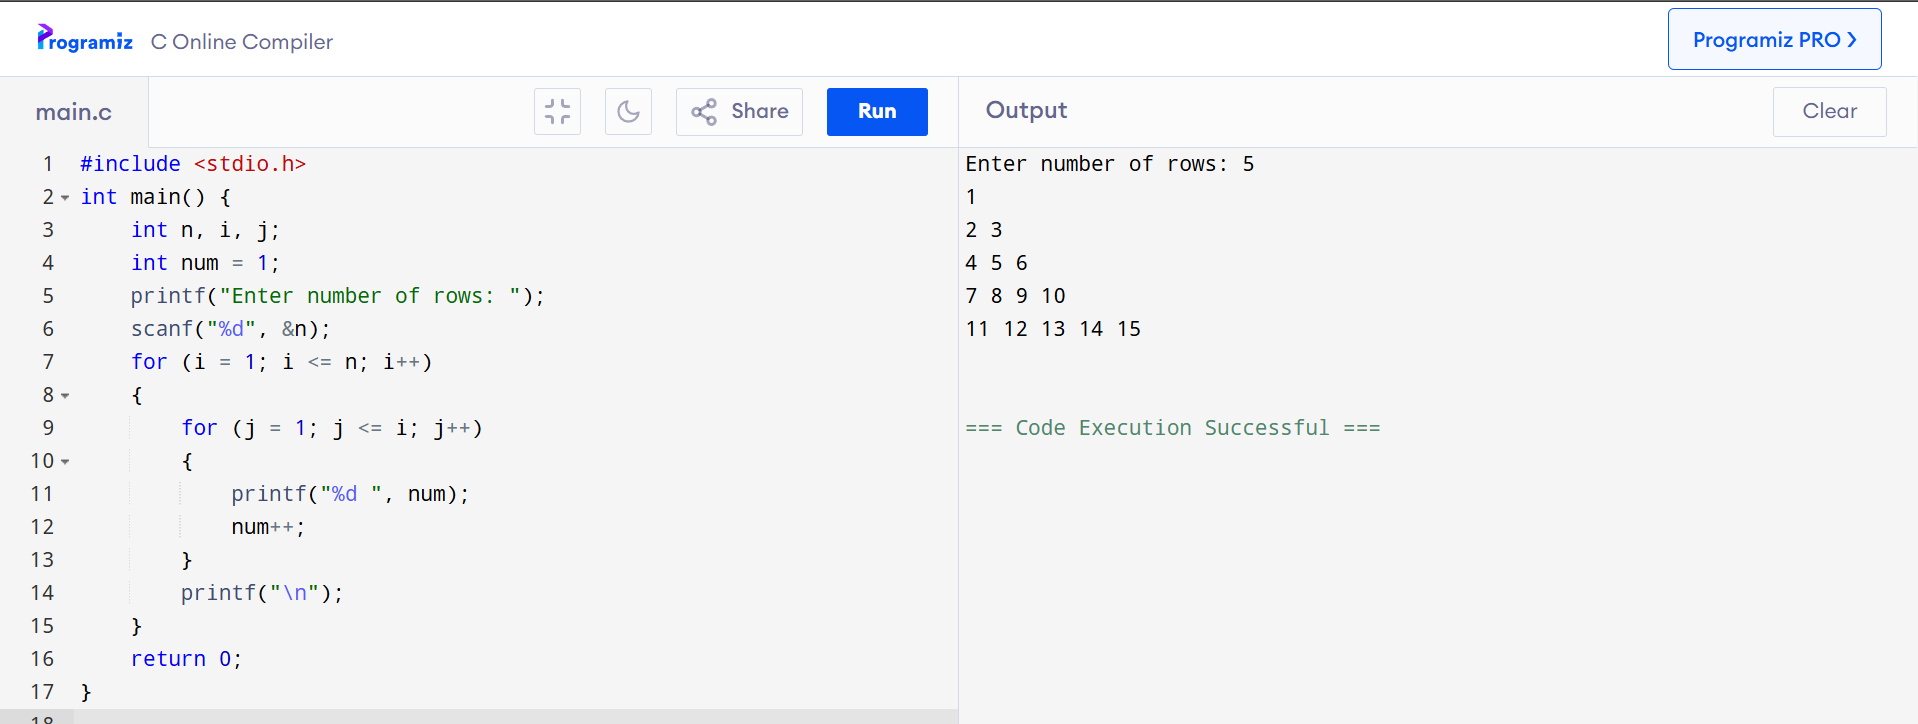 Programiz C Online Compiler Programiz PRO
main.c Share Run Output Clear
1 #include <stdio.h>
2 int main() {
3     int n, i, j;
4     int num = 1;
5     printf("Enter number of rows: ");
6     scanf("%d", &n);
7     for (i = 1; i <= n; i++)
8     {
9         for (j = 1; j <= i; j++)
10         {
11             printf("%d ", num);
12             num++;
13         }
14         printf("\n");
15     }
16     return 0;
17 }
18
Enter number of rows: 5
1
2 3
4 5 6
7 8 9 10
11 12 13 14 15
=== Code Execution Successful ===